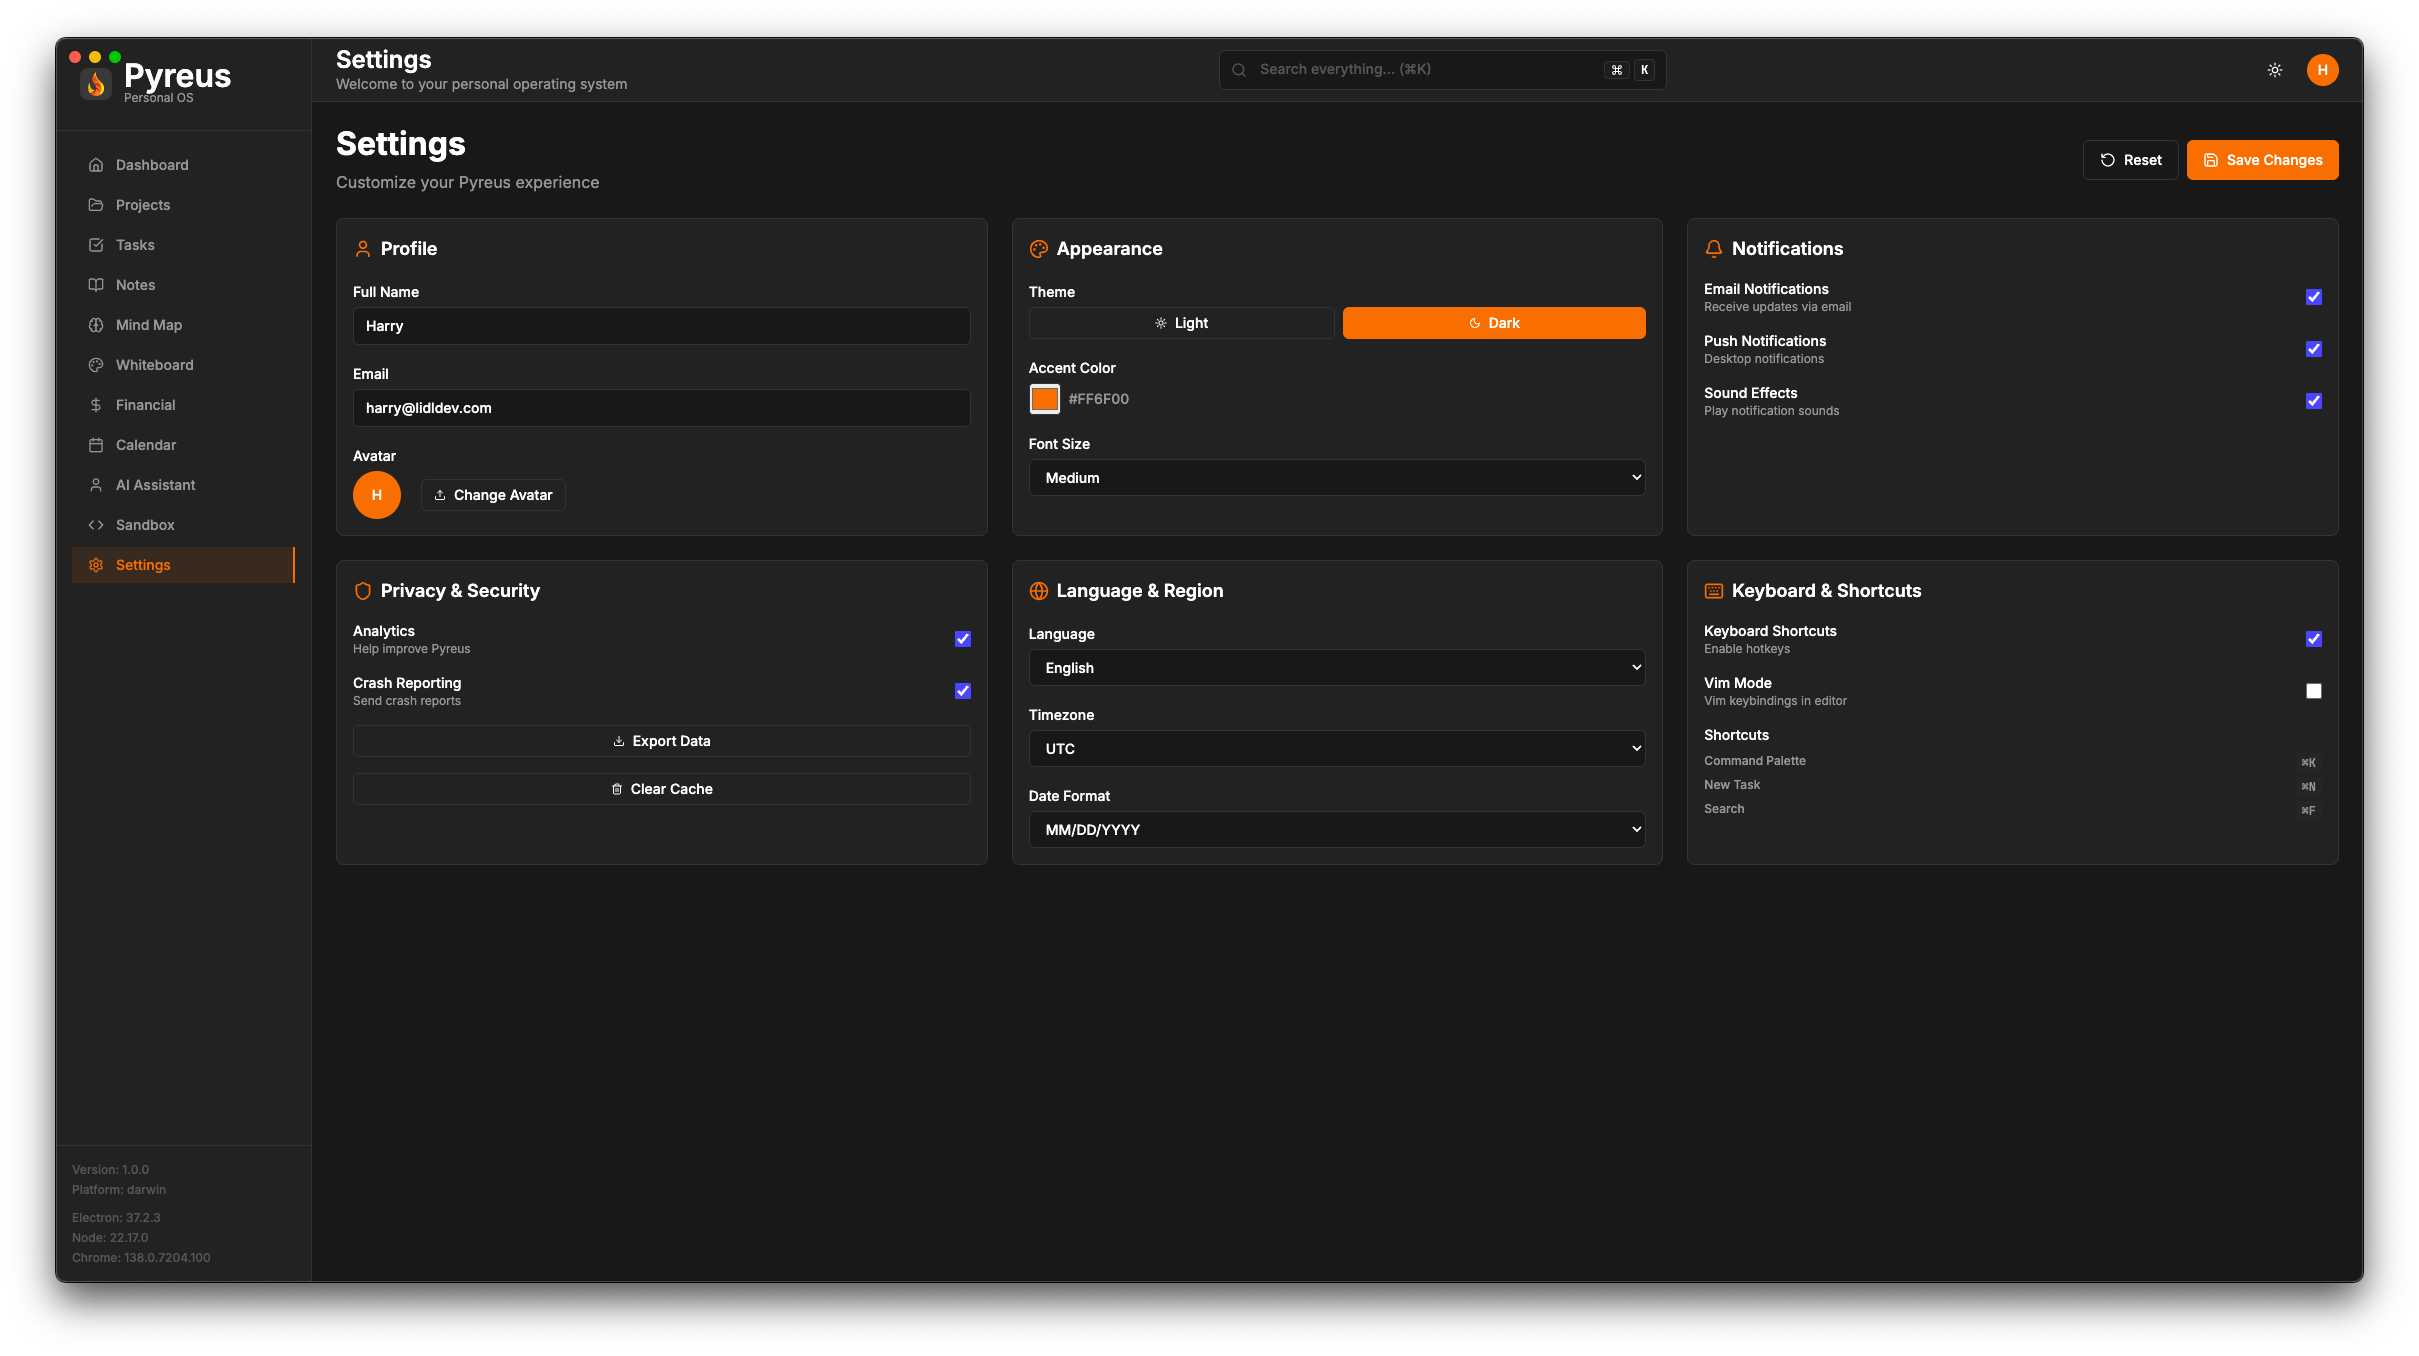 Pyreus
Personal OS
Dashboard
Projects
Tasks
Notes
Mind Map
Whiteboard
Financial
Calendar
AI Assistant
Sandbox
Settings
Version: 1.0.0
Platform: darwin
Electron: 37.2.3
Node: 22.17.0
Chrome: 138.0.7204.100
Settings
Welcome to your personal operating system
Search everything... (⌘K)
⌘ K
H
Settings
Customize your Pyreus experience
Reset
Save Changes
Profile
Full Name
Harry
Email
harry@lidldev.com
Avatar
H
Change Avatar
Appearance
Theme
Light
Dark
Accent Color
#FF6F00
Font Size
Medium
Notifications
Email Notifications
Receive updates via email
Push Notifications
Desktop notifications
Sound Effects
Play notification sounds
Privacy & Security
Analytics
Help improve Pyreus
Crash Reporting
Send crash reports
Export Data
Clear Cache
Language & Region
Language
English
Timezone
UTC
Date Format
MM/DD/YYYY
Keyboard & Shortcuts
Keyboard Shortcuts
Enable hotkeys
Vim Mode
Vim keybindings in editor
Shortcuts
Command Palette ⌘K
New Task ⌘N
Search ⌘F